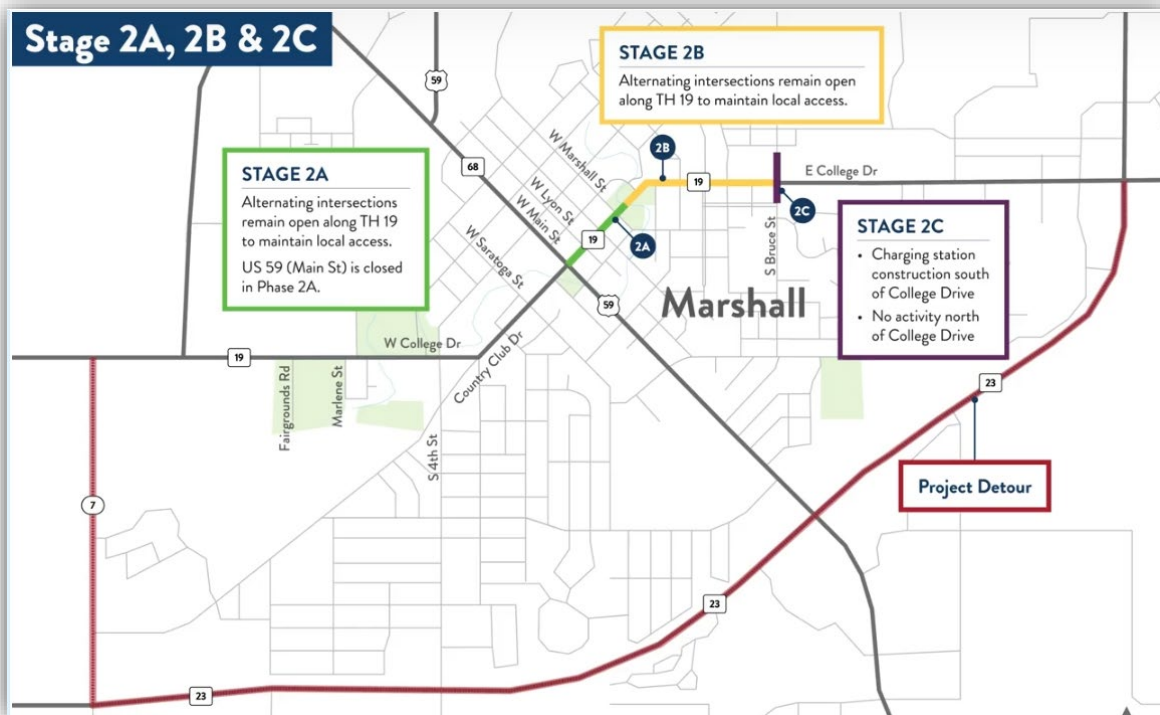 Stage 2A, 2B & 2C
59
STAGE 2B
Alternating intersections remain open
along TH 19 to maintain local access.
W Marshall St
2B
68
19
E College Dr
STAGE 2A
Alternating intersections
remain open along TH 19
to maintain local access.
US 59 (Main St) is closed
in Phase 2A.
W Lyon St
W Main St
2C
W Saratoga St
19
2A
S Bruce St
STAGE 2C
• Charging station
construction south
of College Drive
• No activity north
of College Drive
59
Marshall
W College Dr
19
Country Club Dr
Fairgrounds Rd
Marlene St
23
S 4th St
Project Detour
7
23
23